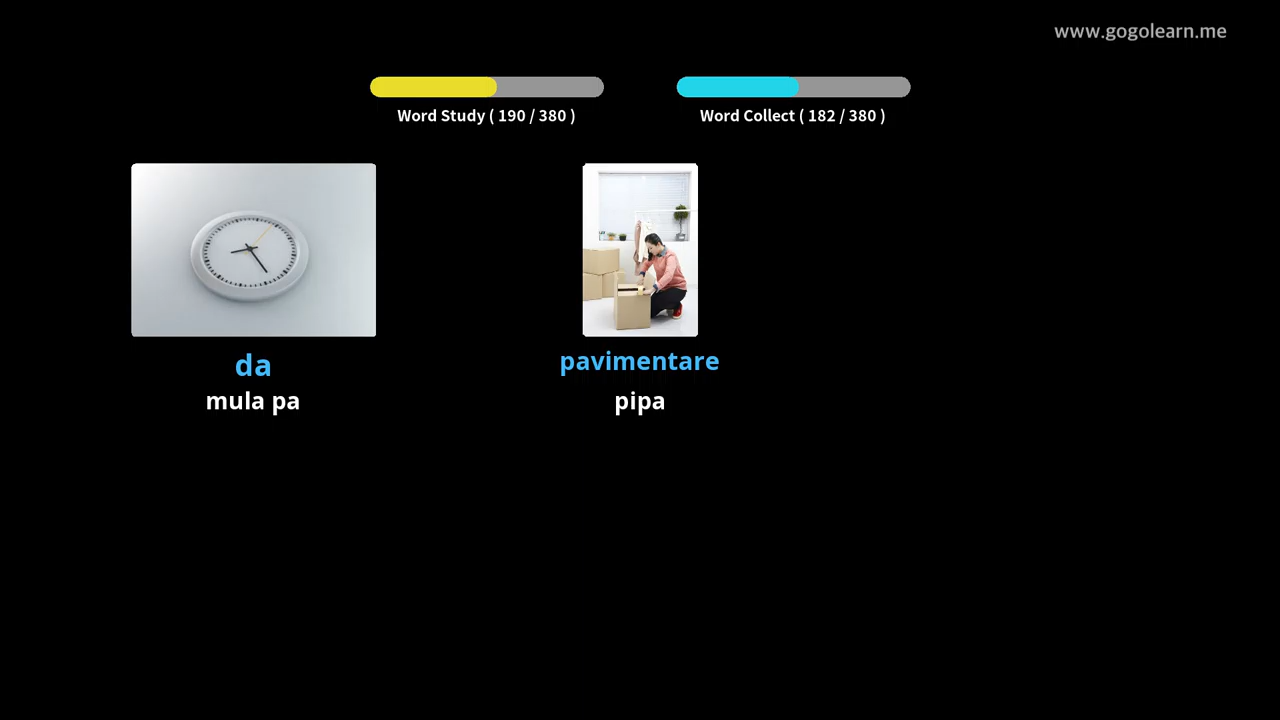 www.gogolearn.me
Word Study ( 190 / 380 )
Word Collect ( 182 / 380 )
da
mula pa
pavimentare
pipa